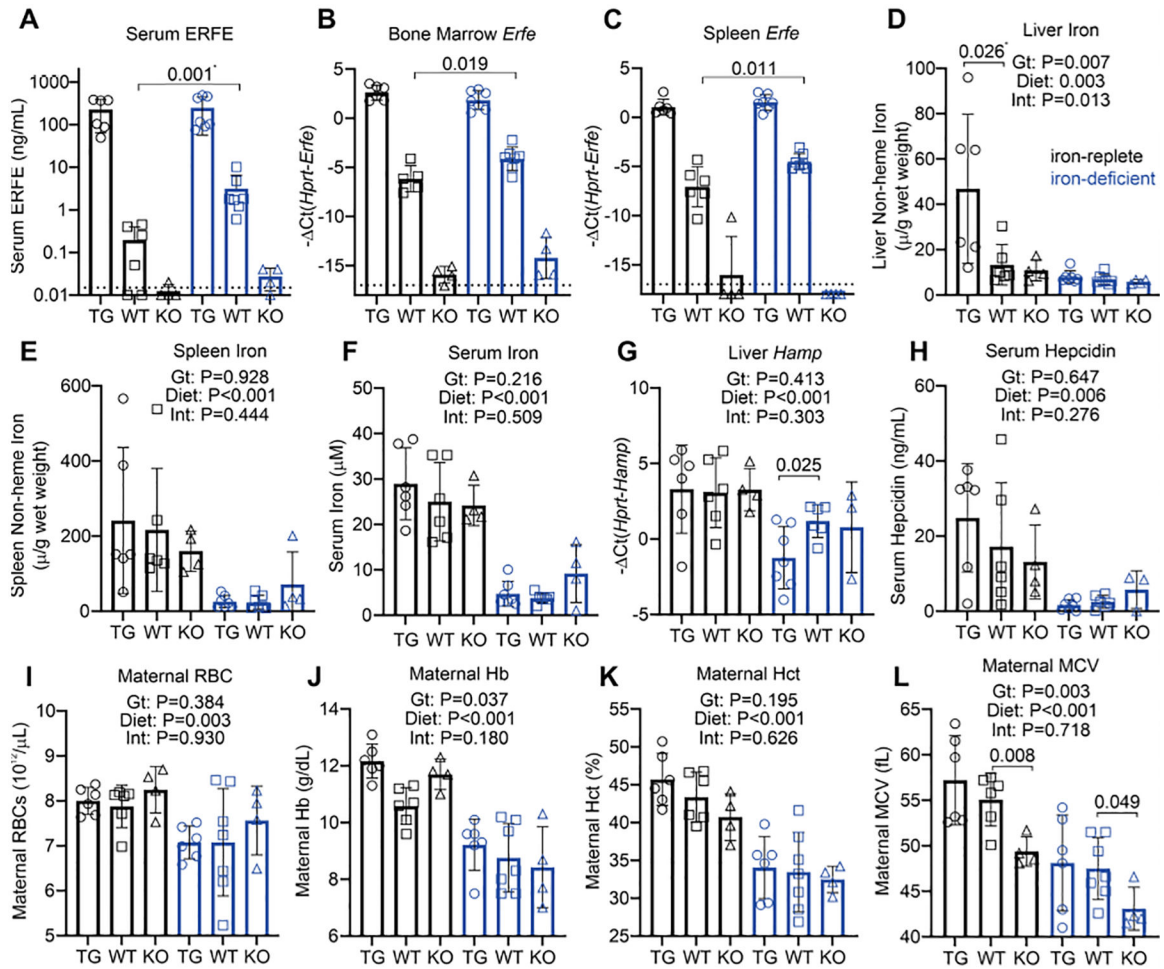 A
Serum ERFE
0.001*
Serum ERFE (ng/mL)
1000
100
10
1
0.1
0.01
TG WT KO TG WT KO
B
Bone Marrow Erfe
0.019
-ΔCt(Hprt-Erfe)
5
0
-5
-10
-15
TG WT KO TG WT KO
C
Spleen Erfe
0.011
-ΔCt(Hprt-Erfe)
5
0
-5
-10
-15
TG WT KO TG WT KO
D
Liver Iron
0.026*
Gt: P=0.007
Diet: 0.003
Int: P=0.013
iron-replete
iron-deficient
Liver Non-heme Iron
(μ/g wet weight)
100
80
60
40
20
0
TG WT KO TG WT KO
E
Spleen Iron
Gt: P=0.928
Diet: P<0.001
Int: P=0.444
Spleen Non-heme Iron
(μ/g wet weight)
600
400
200
0
TG WT KO TG WT KO
F
Serum Iron
Gt: P=0.216
Diet: P<0.001
Int: P=0.509
Serum Iron (μM)
50
40
30
20
10
0
TG WT KO TG WT KO
G
Liver Hamp
Gt: P=0.413
Diet: P<0.001
Int: P=0.303
0.025
-ΔCt(Hprt-Hamp)
10
5
0
-5
TG WT KO TG WT KO
H
Serum Hepcidin
Gt: P=0.647
Diet: P=0.006
Int: P=0.276
Serum Hepcidin (ng/mL)
60
40
20
0
TG WT KO TG WT KO
I
Maternal RBC
Gt: P=0.384
Diet: P=0.003
Int: P=0.930
Maternal RBCs (10¹²/μL)
10
9
8
7
6
5
TG WT KO TG WT KO
J
Maternal Hb
Gt: P=0.037
Diet: P<0.001
Int: P=0.180
Maternal Hb (g/dL)
14
12
10
8
6
TG WT KO TG WT KO
K
Maternal Hct
Gt: P=0.195
Diet: P<0.001
Int: P=0.626
Maternal Hct (%)
50
45
40
35
30
25
TG WT KO TG WT KO
L
Maternal MCV
Gt: P=0.003
Diet: P<0.001
Int: P=0.718
0.008
0.049
Maternal MCV (fL)
65
60
55
50
45
40
TG WT KO TG WT KO